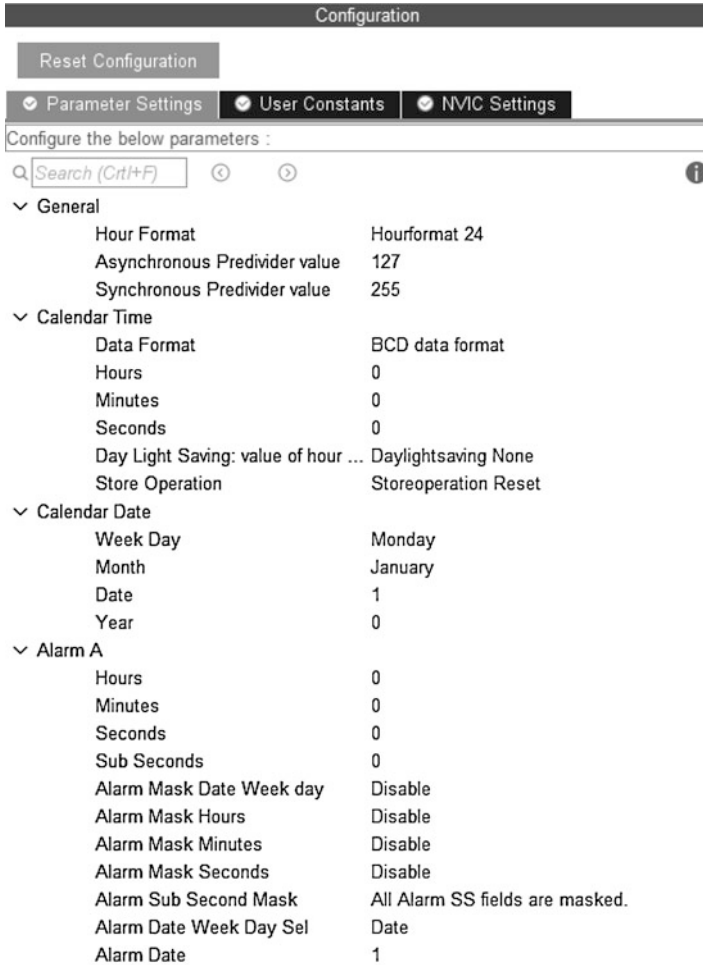 Configuration
Reset Configuration
Parameter Settings User Constants NVIC Settings
Configure the below parameters :
Search (Crtl+F)
General
Hour Format Hourformat 24
Asynchronous Predivider value 127
Synchronous Predivider value 255
Calendar Time
Data Format BCD data format
Hours 0
Minutes 0
Seconds 0
Day Light Saving: value of hour ... Daylightsaving None
Store Operation Storeoperation Reset
Calendar Date
Week Day Monday
Month January
Date 1
Year 0
Alarm A
Hours 0
Minutes 0
Seconds 0
Sub Seconds 0
Alarm Mask Date Week day Disable
Alarm Mask Hours Disable
Alarm Mask Minutes Disable
Alarm Mask Seconds Disable
Alarm Sub Second Mask All Alarm SS fields are masked.
Alarm Date Week Day Sel Date
Alarm Date 1